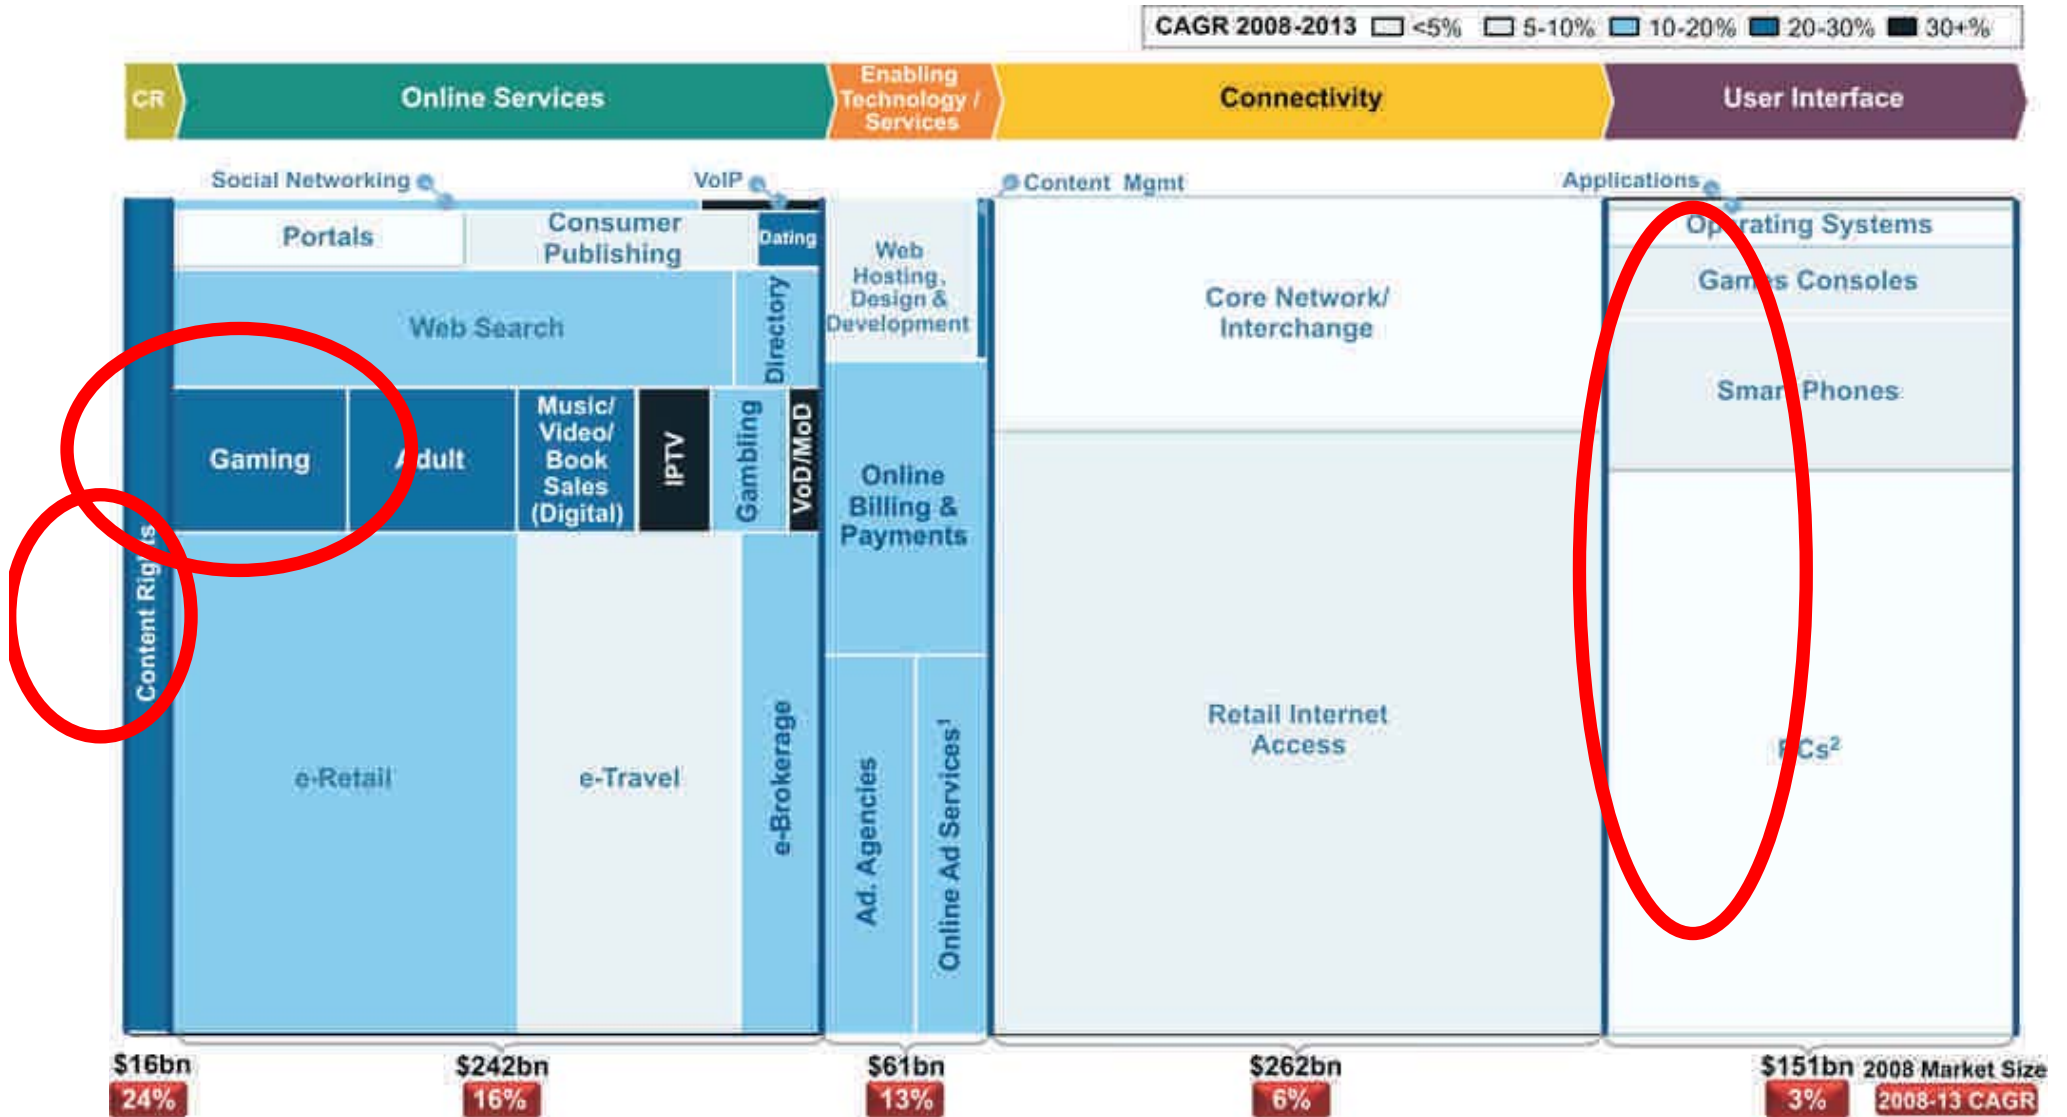 CAGR 2008-2013 <5% 5-10% 10-20% 20-30% 30+%
CR
Online Services
Enabling
Technology /
Services
Connectivity
User Interface
Social Networking
VoIP
Content Mgmt
Applications
Portals
Consumer
Publishing
Dating
Web Search
Directory
Gaming
Adult
Music/
Video/
Book
Sales
(Digital)
IPTV
Gambling
VoD/MoD
Content Rights
e-Retail
e-Travel
e-Brokerage
Web
Hosting,
Design &
Development
Online
Billing &
Payments
Ad. Agencies
Online Ad Services¹
Core Network/
Interchange
Retail Internet
Access
Operating Systems
Games Consoles
Smart Phones
PCs²
$16bn
24%
$242bn
16%
$61bn
13%
$262bn
6%
$151bn
3%
2008 Market Size
2008-13 CAGR